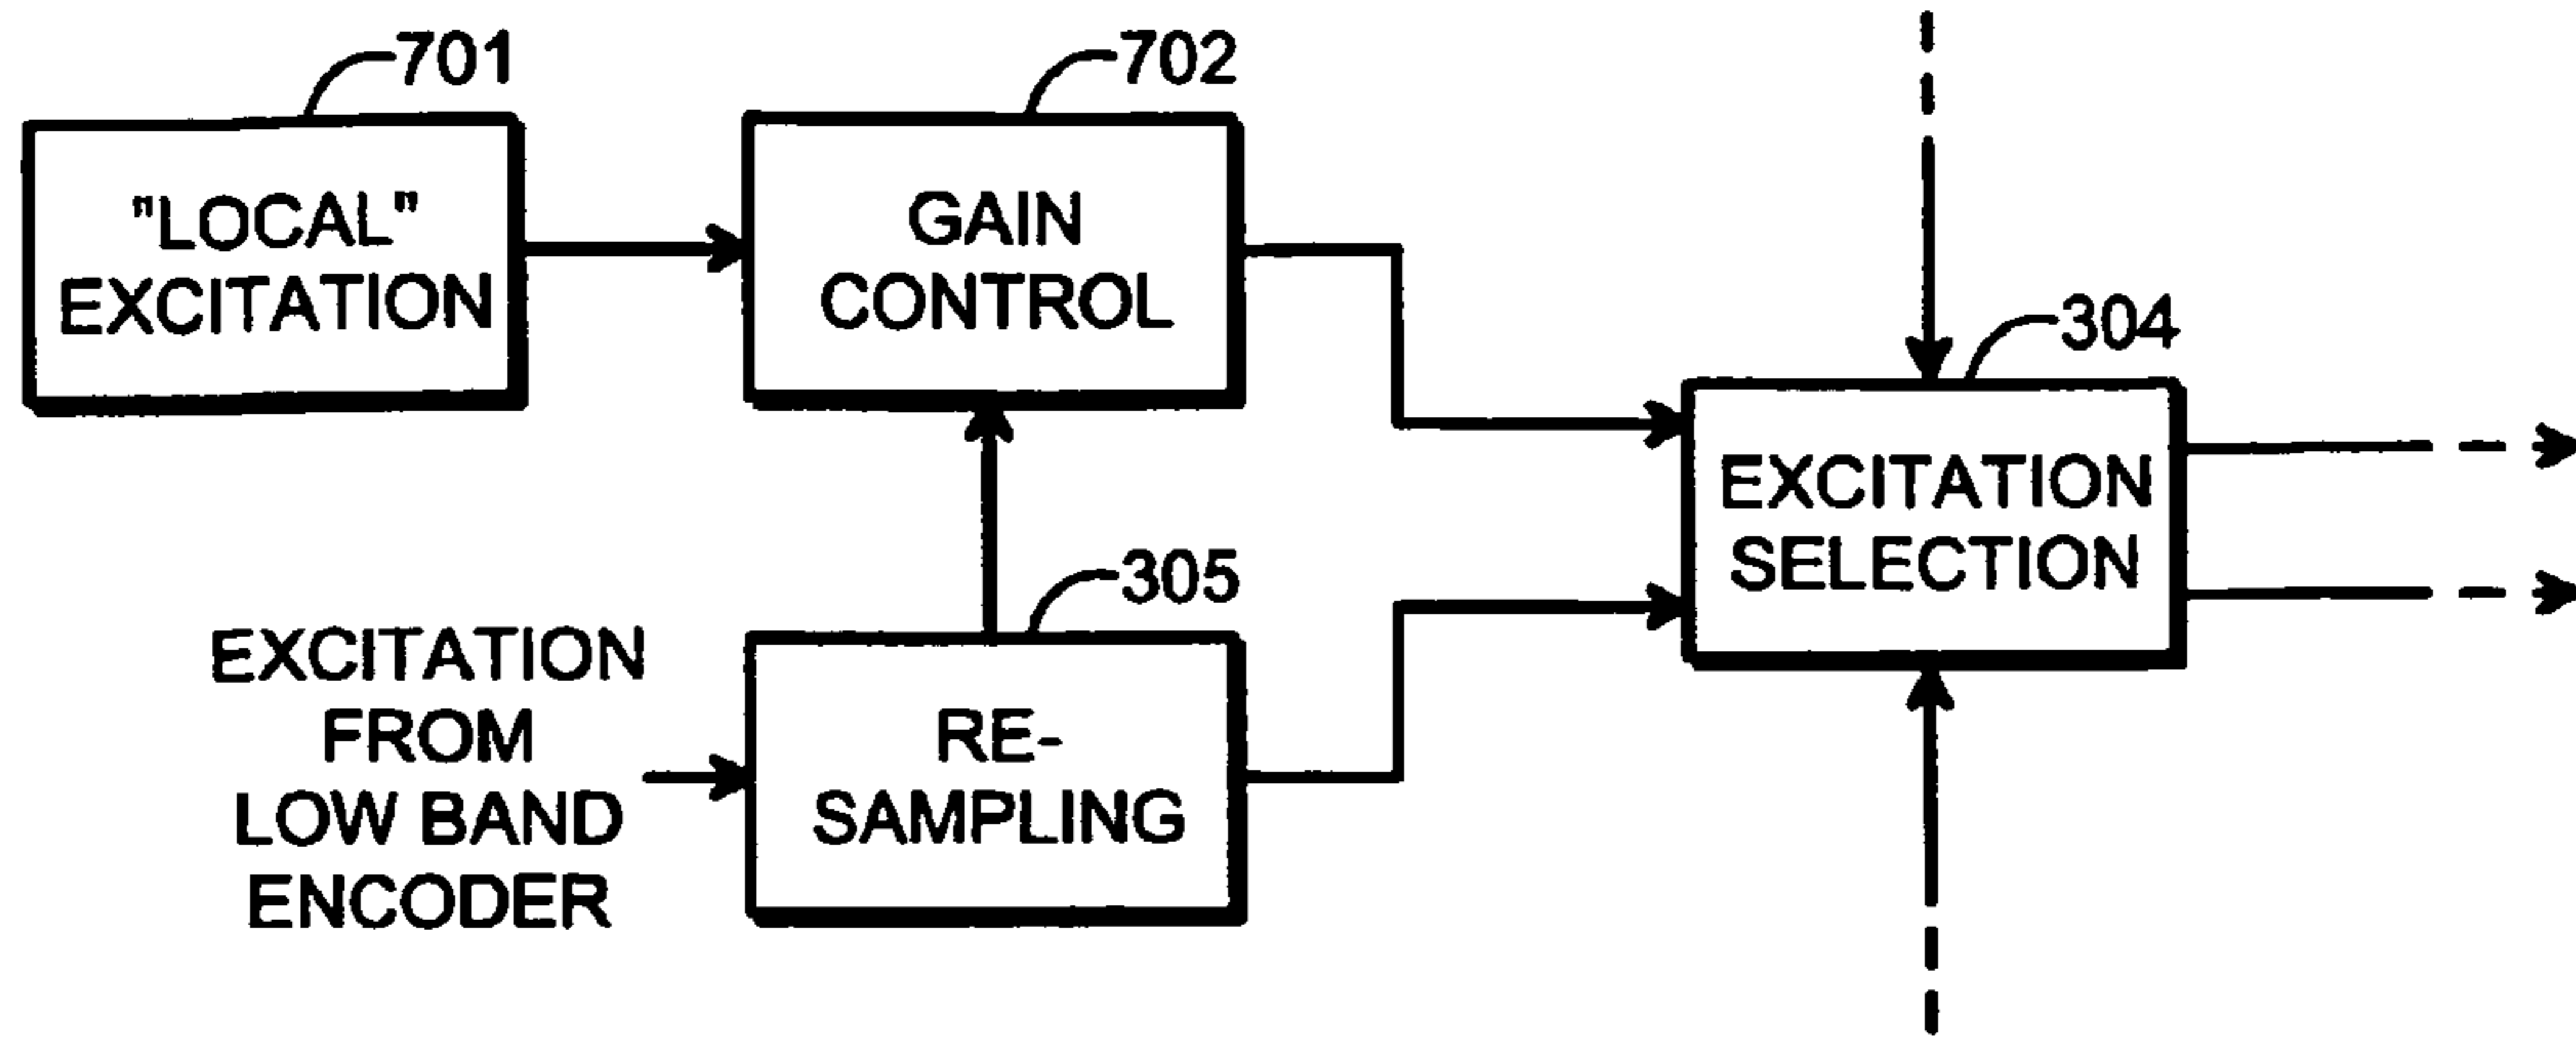 701
"LOCAL"
EXCITATION
702
GAIN
CONTROL
304
EXCITATION
SELECTION
305
RE-
SAMPLING
EXCITATION
FROM
LOW BAND
ENCODER